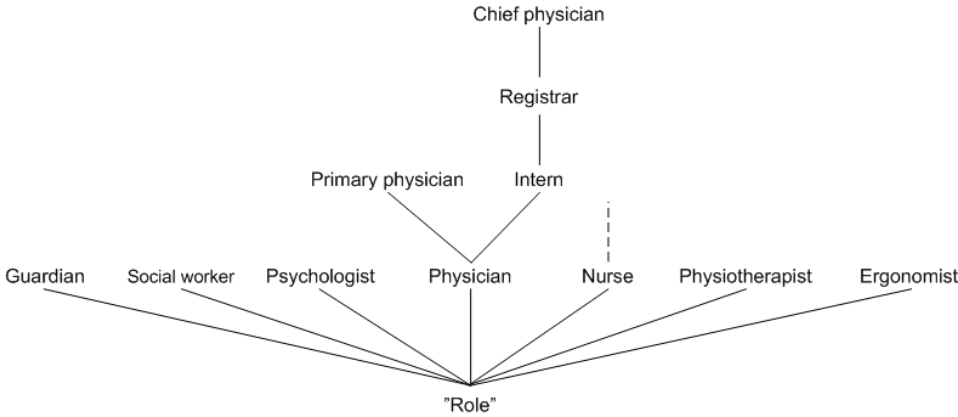 Chief physician
Registrar
Primary physician
Intern
Guardian
Social worker
Psychologist
Physician
Nurse
Physiotherapist
Ergonomist
”Role”